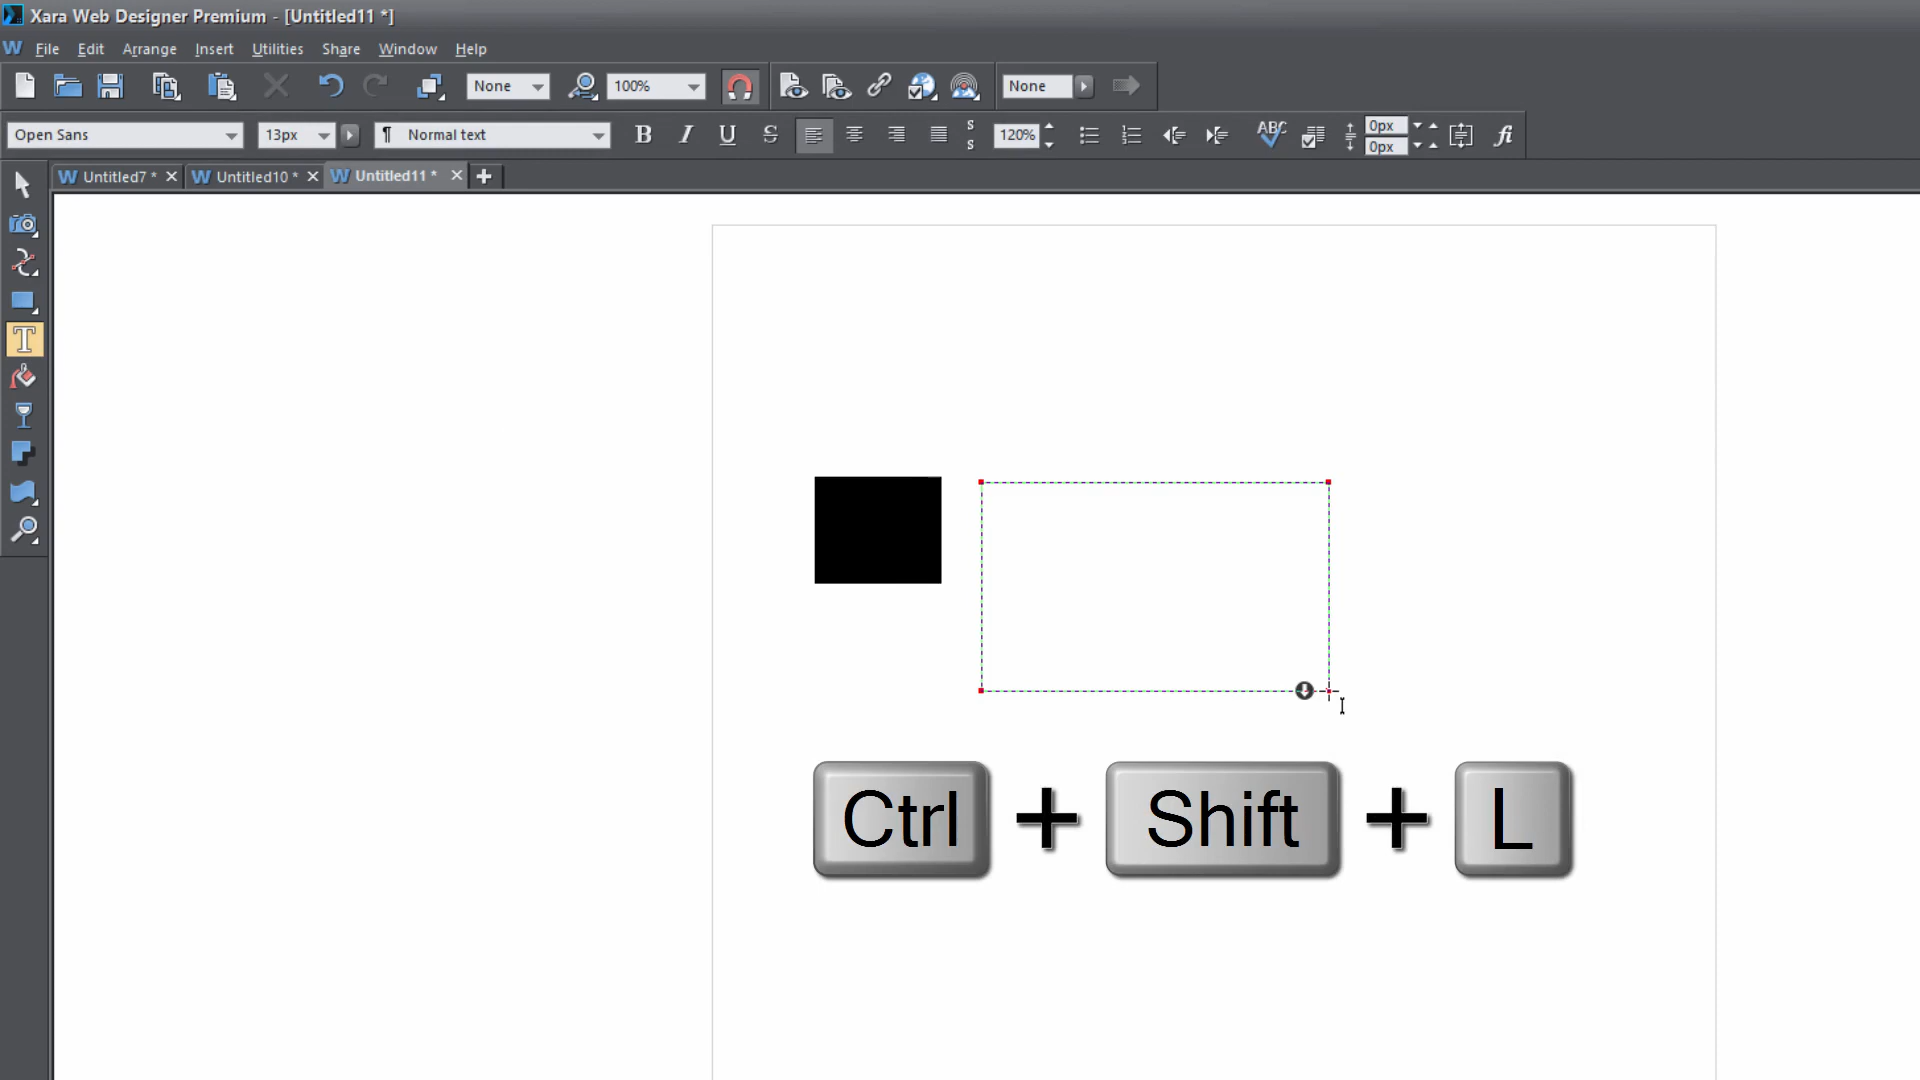 Xara Web Designer Premium - [Untitled11 *]
File Edit Arrange Insert Utilities Share Window Help
None 100% None
Open Sans 13px ¶ Normal text B I U S S S 120% ABC 0px fi
0px
Untitled7 * Untitled10 * Untitled11 *
T
Ctrl + Shift + L